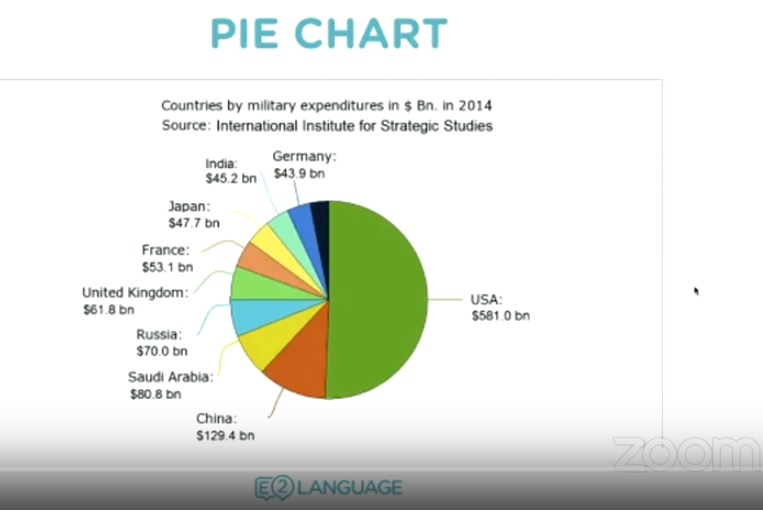 PIE CHART
Countries by military expenditures in $ Bn. in 2014
Source: International Institute for Strategic Studies
Germany:
$43.9 bn
India:
$45.2 bn
Japan:
$47.7 bn
France:
$53.1 bn
United Kingdom:
$61.8 bn
USA:
$581.0 bn
Russia:
$70.0 bn
Saudi Arabia:
$80.8 bn
China:
$129.4 bn
zoom
E2 LANGUAGE